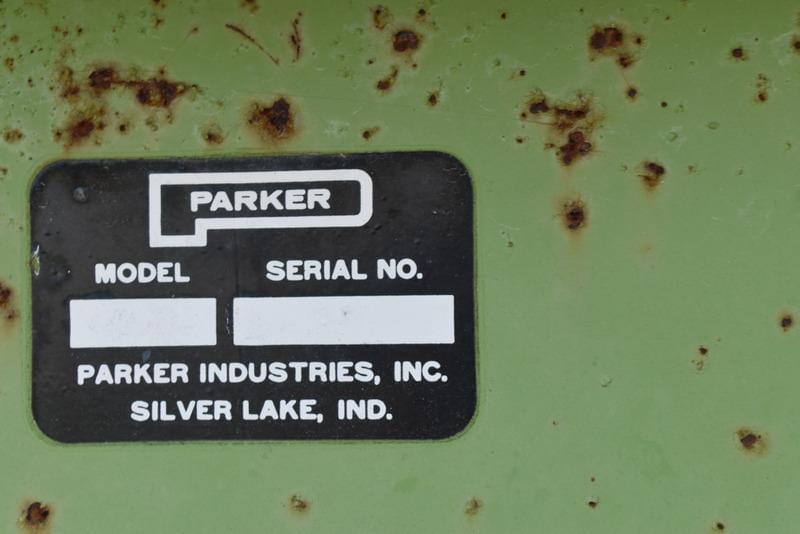 PARKER
MODEL SERIAL NO.
PARKER INDUSTRIES, INC.
SILVER LAKE, IND.